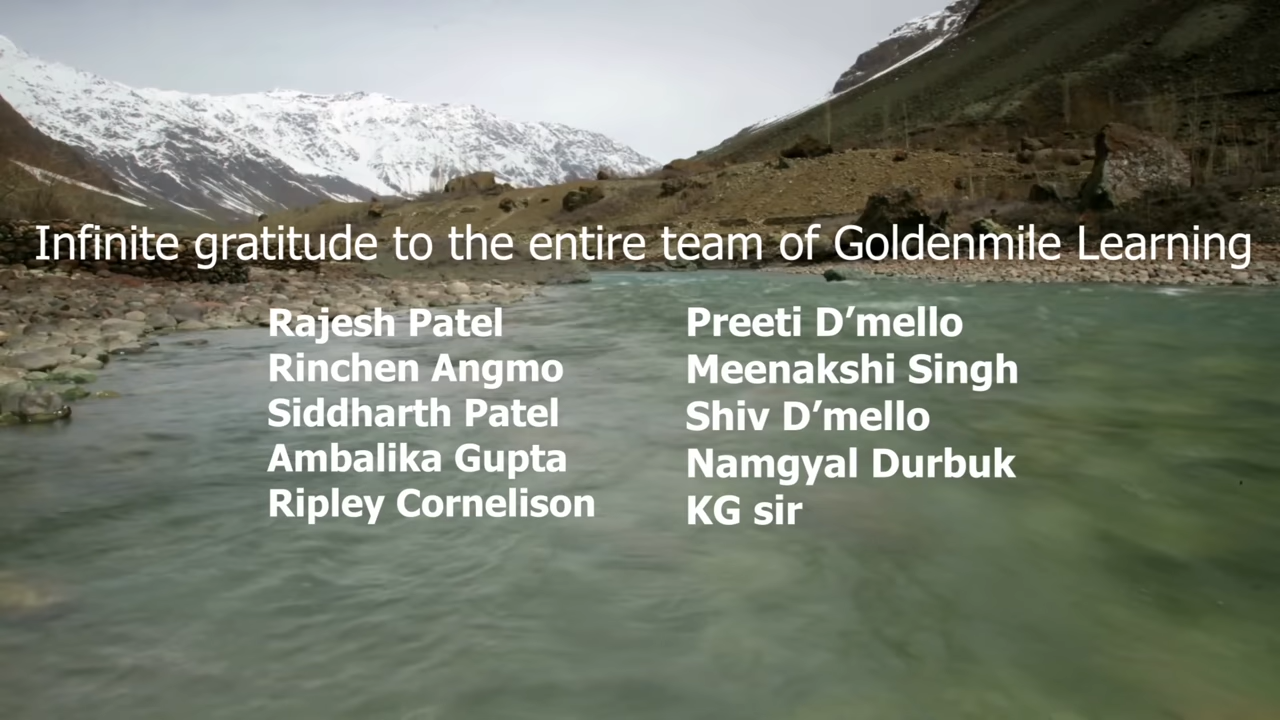 Infinite gratitude to the entire team of Goldenmile Learning
Rajesh Patel
Rinchen Angmo
Siddharth Patel
Ambalika Gupta
Ripley Cornelison
Preeti D’mello
Meenakshi Singh
Shiv D’mello
Namgyal Durbuk
KG sir